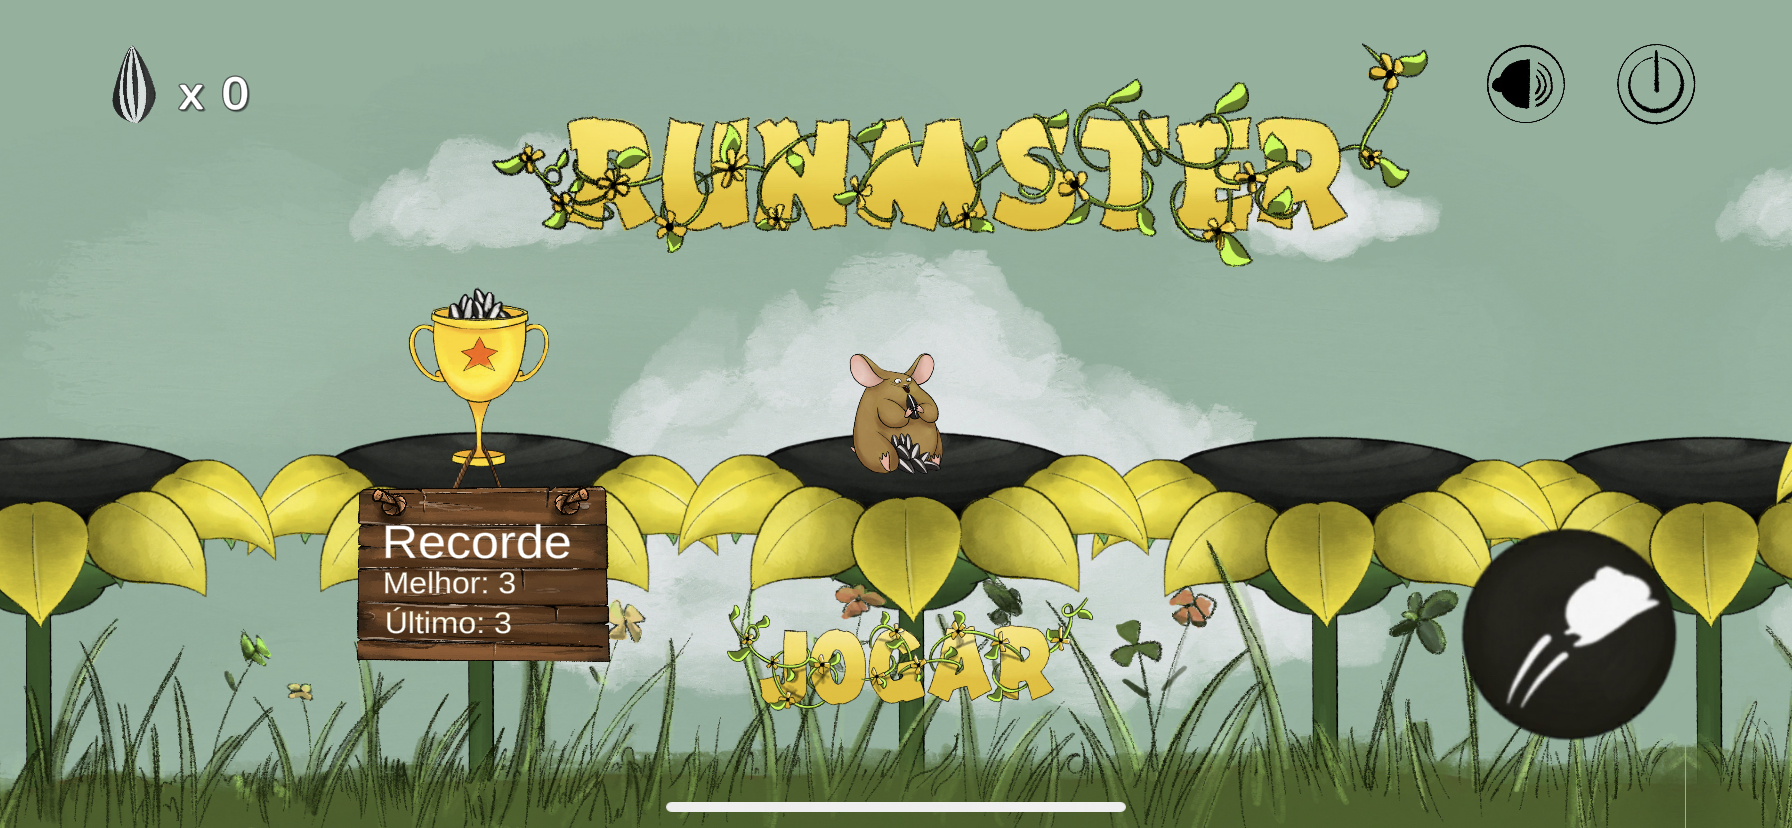 x 0
RUNMSTER
Recorde
Melhor: 3
Último: 3
JOGAR